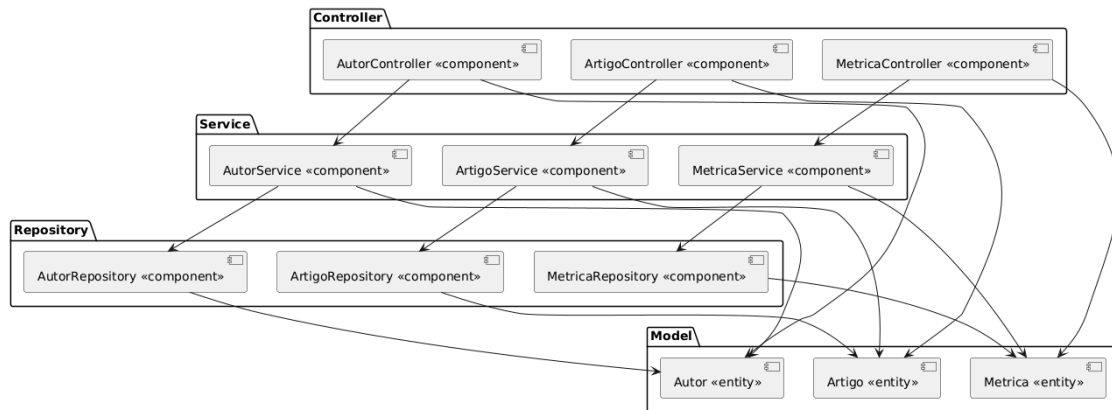 Controller
AutorController «component»
ArtigoController «component»
MetricaController «component»
Service
AutorService «component»
ArtigoService «component»
MetricaService «component»
Repository
AutorRepository «component»
ArtigoRepository «component»
MetricaRepository «component»
Model
Autor «entity»
Artigo «entity»
Metrica «entity»